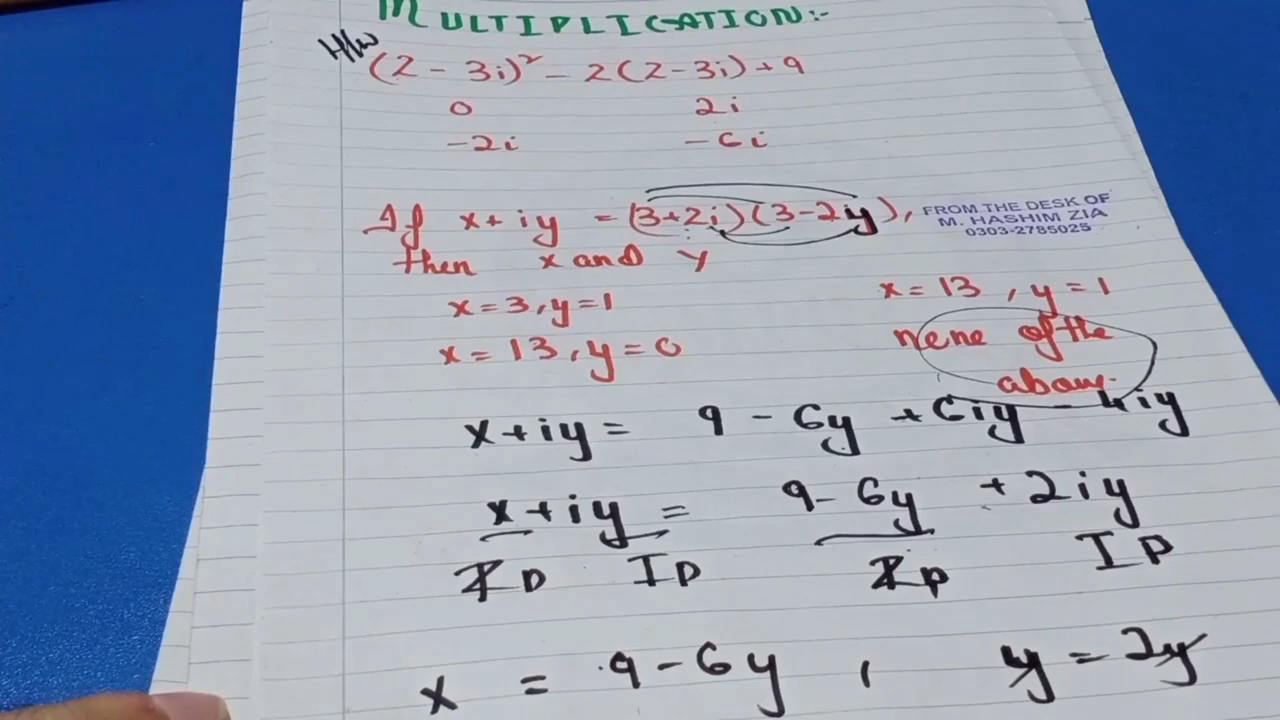 MULTIPLICATION:-
H/W (2 - 3i)² - 2(2-3i) + 9
0 2i
-2i -6i
If x + iy = (3+2i)(3-2iy),
FROM THE DESK OF
M. HASHIM ZIA
0303-2785025
then x and y
x = 3, y = 1 x = 13, y = 1
x = 13, y = 0 none of the
above.
x + iy = 9 - 6y + 6iy - 4iy
x + iy = 9 - 6y + 2iy
IP IP
x = 9 - 6y , y = 2y